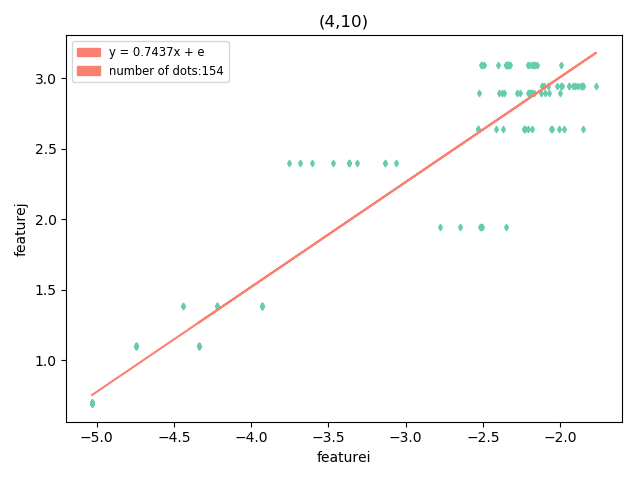 (4,10)
y = 0.7437x + e
number of dots:154
featurej
3.0
2.5
2.0
1.5
1.0
−5.0 −4.5 −4.0 −3.5 −3.0 −2.5 −2.0
featurei